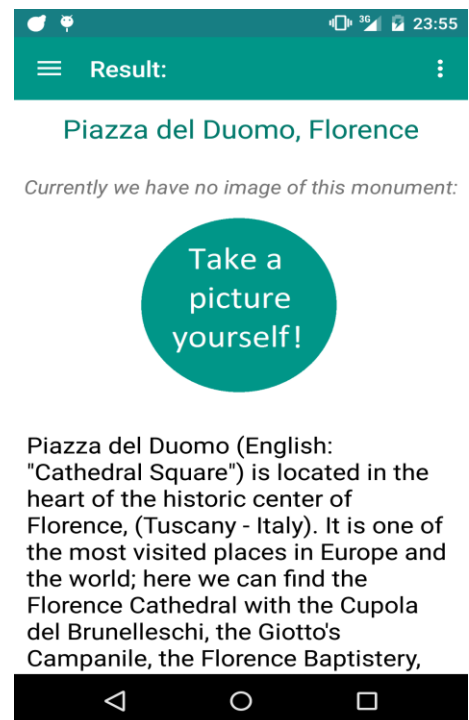 3G 23:55
Result:
Piazza del Duomo, Florence
Currently we have no image of this monument:
Take a
picture
yourself!
Piazza del Duomo (English:
"Cathedral Square") is located in the
heart of the historic center of
Florence, (Tuscany - Italy). It is one of
the most visited places in Europe and
the world; here we can find the
Florence Cathedral with the Cupola
del Brunelleschi, the Giotto's
Campanile, the Florence Baptistery,